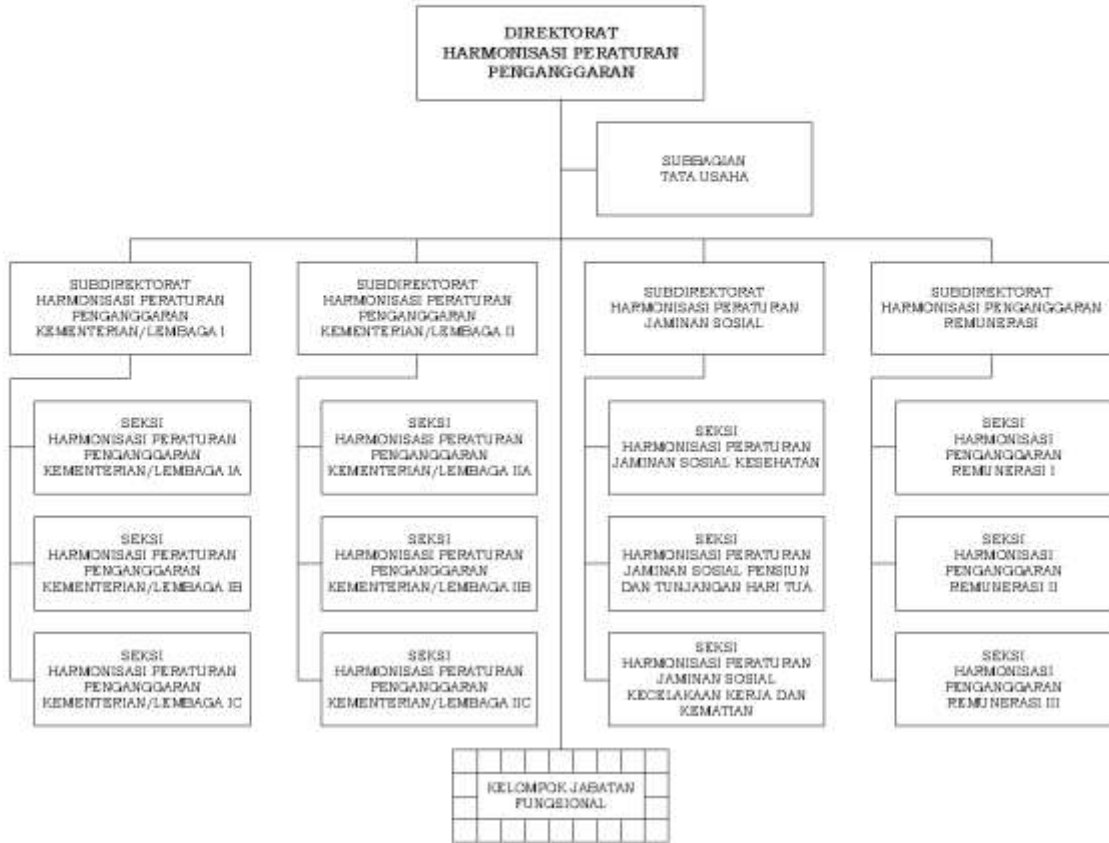 DIREKTORAT
HARMONISASI PERATURAN
PENGANGGARAN
SUBBAGIAN
TATA USAHA
SUBDIREKTORAT
HARMONISASI PERATURAN
PENGANGGARAN
KEMENTERIAN/LEMBAGA I
SUBDIREKTORAT
HARMONISASI PERATURAN
PENGANGGARAN
KEMENTERIAN/LEMBAGA II
SUBDIREKTORAT
HARMONISASI PERATURAN
JAMINAN SOSIAL
SUBDIREKTORAT
HARMONISASI PENGANGGARAN
REMUNERASI
SEKSI
HARMONISASI PERATURAN
PENGANGGARAN
KEMENTERIAN/LEMBAGA IA
SEKSI
HARMONISASI PERATURAN
PENGANGGARAN
KEMENTERIAN/LEMBAGA IIA
SEKSI
HARMONISASI PERATURAN
JAMINAN SOSIAL KESEHATAN
SEKSI
HARMONISASI
PENGANGGARAN
REMUNERASI I
SEKSI
HARMONISASI PERATURAN
PENGANGGARAN
KEMENTERIAN/LEMBAGA IB
SEKSI
HARMONISASI PERATURAN
PENGANGGARAN
KEMENTERIAN/LEMBAGA IIB
SEKSI
HARMONISASI PERATURAN
JAMINAN SOSIAL PENSIUN
DAN TUNJANGAN HARI TUA
SEKSI
HARMONISASI
PENGANGGARAN
REMUNERASI II
SEKSI
HARMONISASI PERATURAN
PENGANGGARAN
KEMENTERIAN/LEMBAGA IC
SEKSI
HARMONISASI PERATURAN
PENGANGGARAN
KEMENTERIAN/LEMBAGA IIC
SEKSI
HARMONISASI PERATURAN
JAMINAN SOSIAL
KECELAKAAN KERJA DAN
KEMATIAN
SEKSI
HARMONISASI
PENGANGGARAN
REMUNERASI III
KELOMPOK JABATAN
FUNGSIONAL